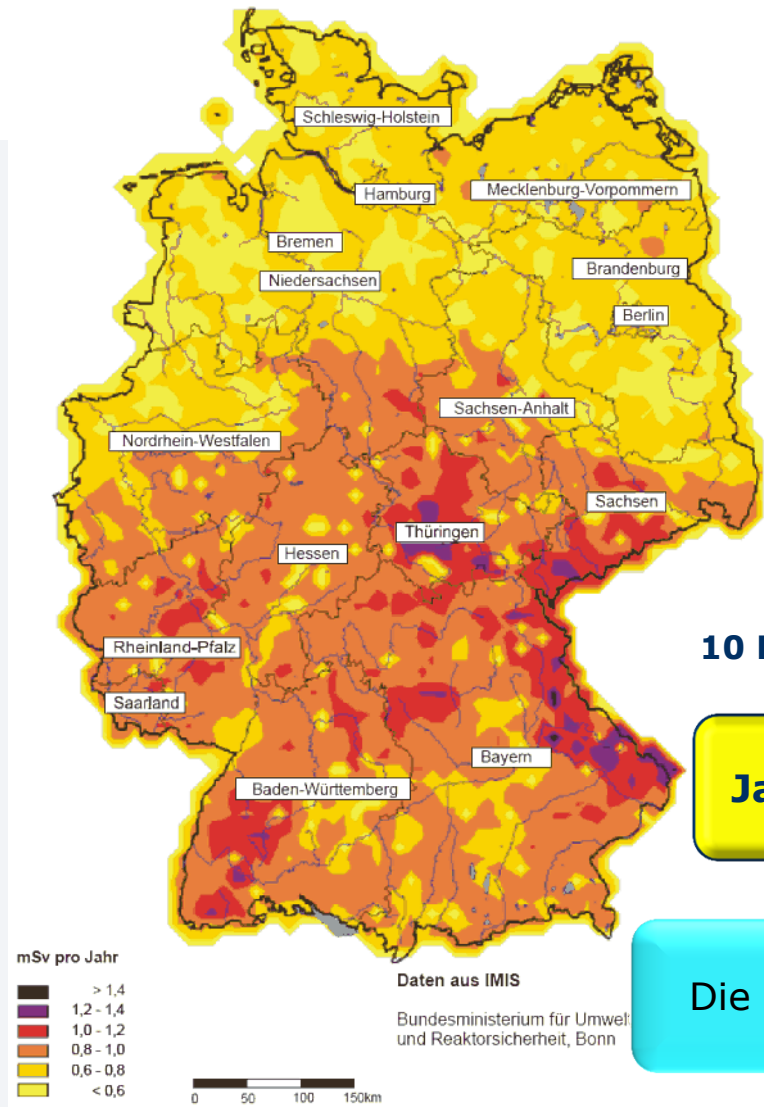 Schleswig-Holstein
Hamburg
Mecklenburg-Vorpommern
Bremen
Niedersachsen
Brandenburg
Berlin
Sachsen-Anhalt
Nordrhein-Westfalen
Sachsen
Thüringen
Hessen
Rheinland-Pfalz
Saarland
Bayern
Baden-Württemberg
10
Ja
Die
mSv pro Jahr
> 1,4
1,2 - 1,4
1,0 - 1,2
0,8 - 1,0
0,6 - 0,8
< 0,6
0 50 100 150km
Daten aus IMIS
Bundesministerium für Umwel
und Reaktorsicherheit, Bonn